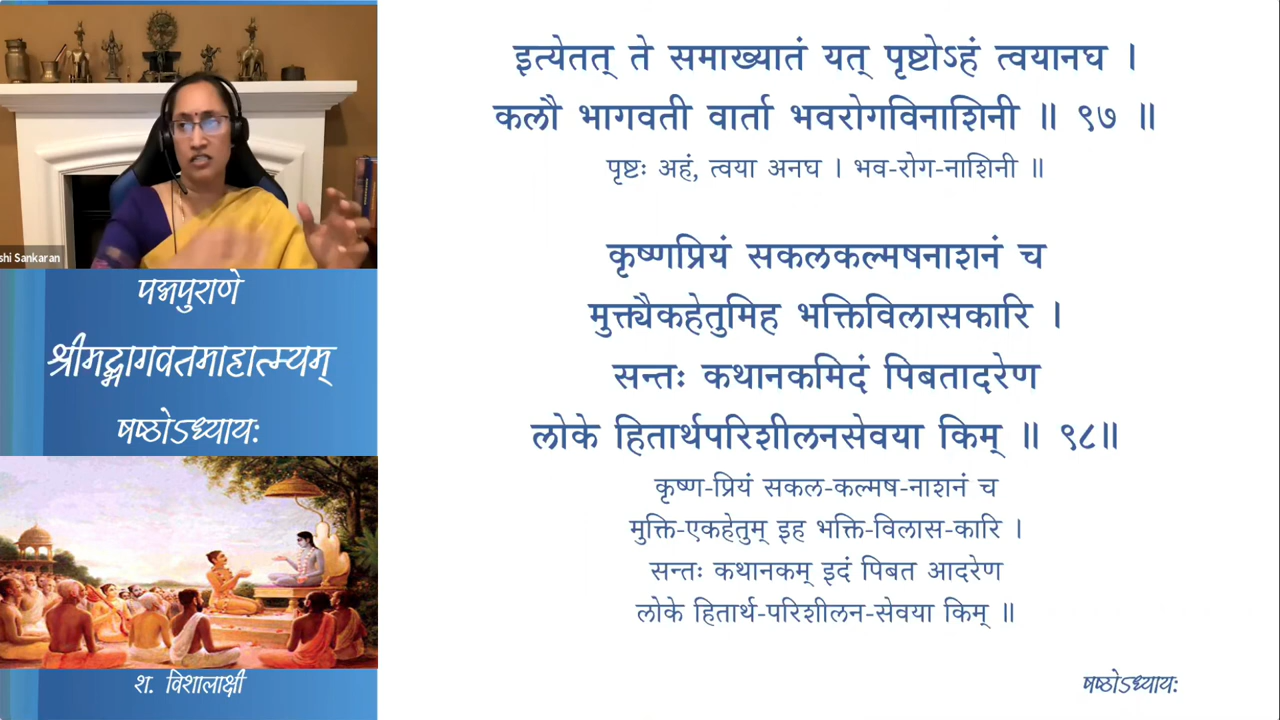 shi Sankaran
पद्मपुराणे
श्रीमद्भागवतमाहात्म्यम्
षष्ठोऽध्यायः
श. विशालाक्षी
इत्येतत् ते समाख्यातं यत् पृष्टोऽहं त्वयानघ ।
कलौ भागवती वार्ता भवरोगविनाशिनी ॥ ९७ ॥
पृष्टः अहं, त्वया अनघ । भव-रोग-नाशिनी ॥
कृष्णप्रियं सकलकल्मषनाशनं च
मुक्त्यैकहेतुमिह भक्तिविलासकारि ।
सन्तः कथानकमिदं पिबतादरेण
लोके हितार्थपरिशीलनसेवया किम् ॥ ९८॥
कृष्ण-प्रियं सकल-कल्मष-नाशनं च
मुक्ति-एकहेतुम् इह भक्ति-विलास-कारि ।
सन्तः कथानकम् इदं पिबत आदरेण
लोके हितार्थ-परिशीलन-सेवया किम् ॥
षष्ठोऽध्यायः